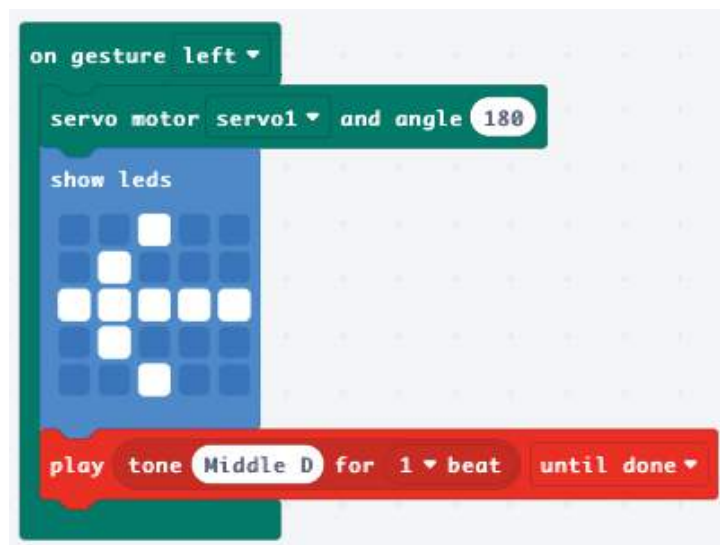 on gesture left
servo motor servo1 and angle 180
show leds
play tone Middle D for 1 beat until done